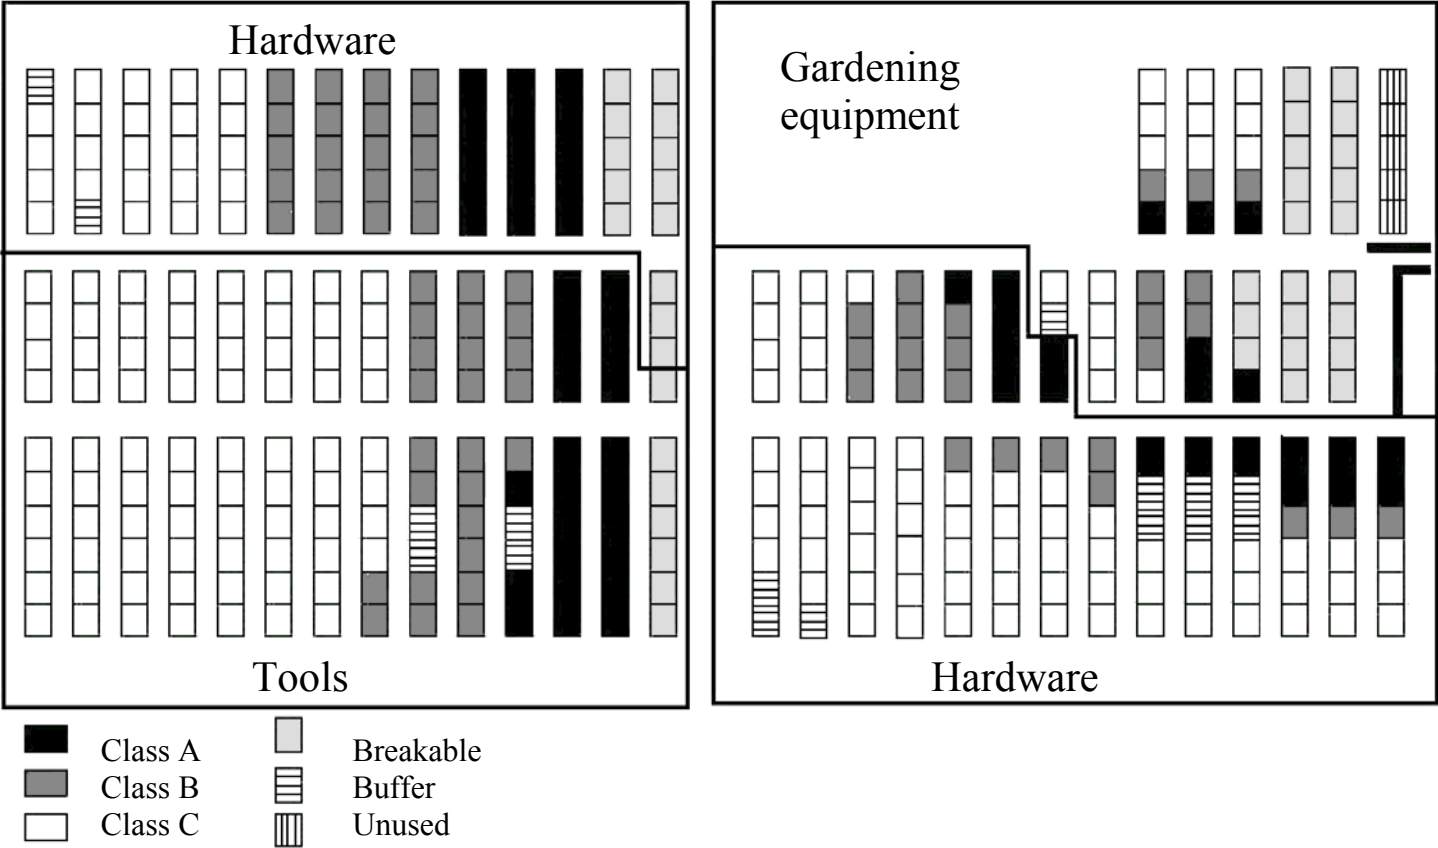 Hardware
Gardening
equipment
Tools
Hardware
Class A
Class B
Class C
Breakable
Buffer
Unused